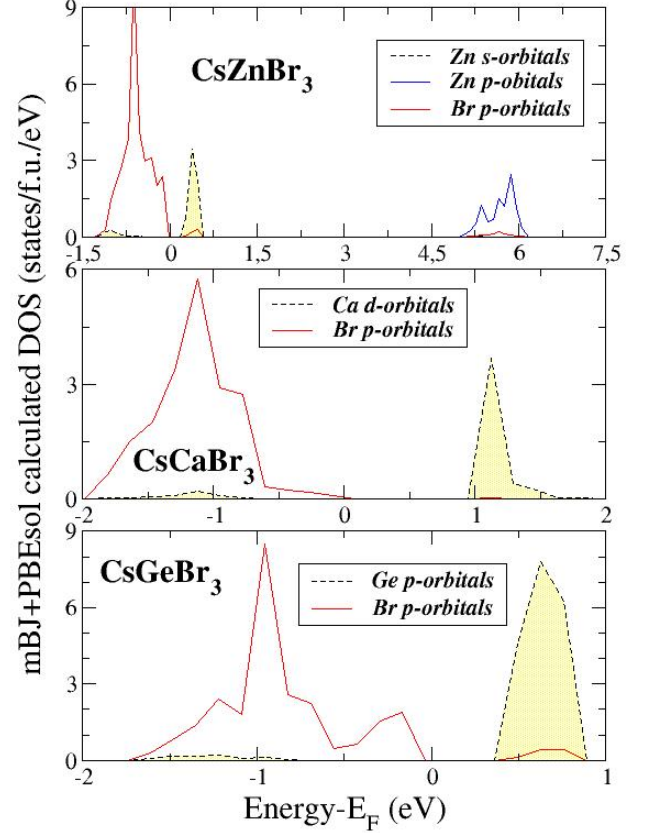 mBJ+PBEsol calculated DOS (states/f.u./eV)
CsZnBr3
Zn s-orbitals
Zn p-obitals
Br p-orbitals
9
6
3
0
-1,5 0 1,5 3 4,5 6 7,5
Ca d-orbitals
Br p-orbitals
CsCaBr3
6
3
0
-2 -1 0 1 2
CsGeBr3
Ge p-orbitals
Br p-orbitals
9
6
3
0
-2 -1 0 1
Energy-EF (eV)